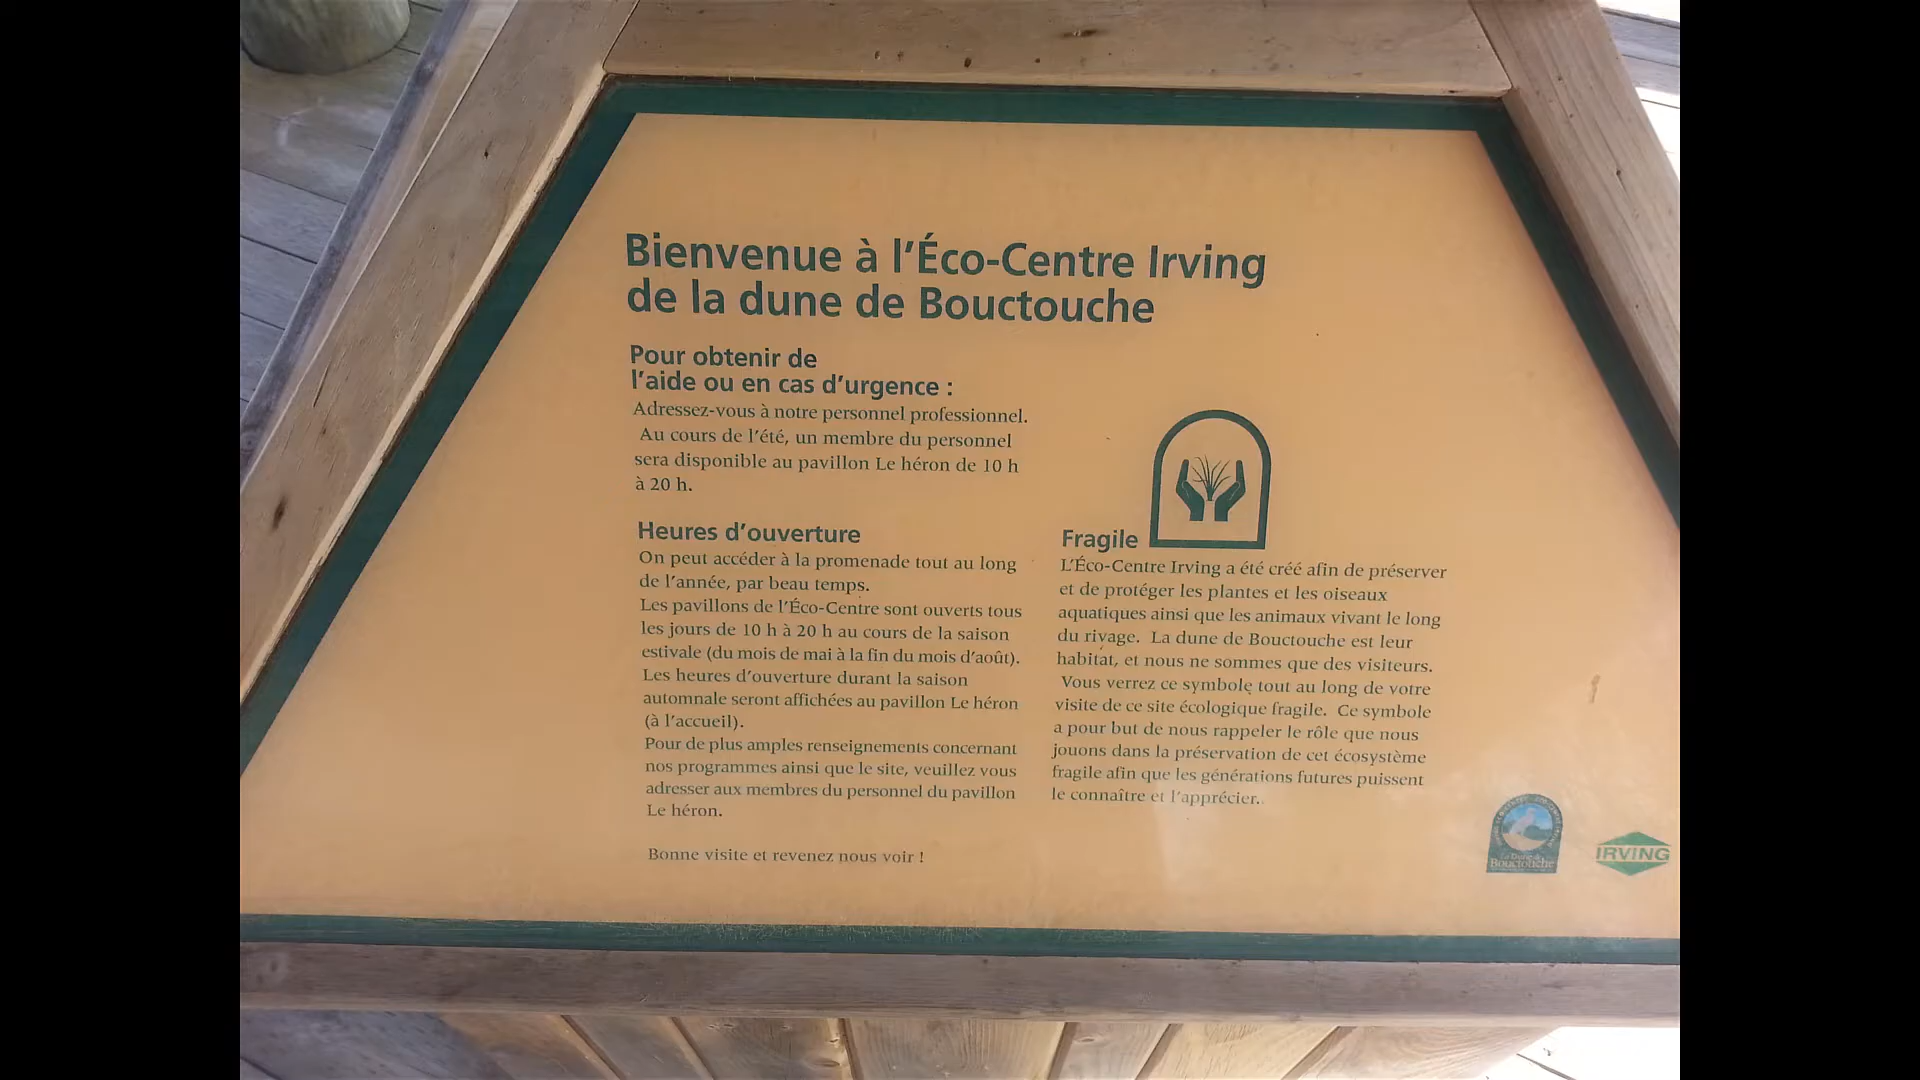 Bienvenue à l'Éco-Centre Irving
de la dune de Bouctouche
Pour obtenir de
l'aide ou en cas d'urgence :
Adressez-vous à notre personnel professionnel.
Au cours de l'été, un membre du personnel
sera disponible au pavillon Le héron de 10 h
à 20 h.
Heures d'ouverture
On peut accéder à la promenade tout au long
de l'année, par beau temps.
Les pavillons de l'Éco-Centre sont ouverts tous
les jours de 10 h à 20 h au cours de la saison
estivale (du mois de mai à la fin du mois d'août).
Les heures d'ouverture durant la saison
automnale seront affichées au pavillon Le héron
(à l'accueil).
Pour de plus amples renseignements concernant
nos programmes ainsi que le site, veuillez vous
adresser aux membres du personnel du pavillon
Le héron.
Bonne visite et revenez nous voir !
Fragile
L'Éco-Centre Irving a été créé afin de préserver
et de protéger les plantes et les oiseaux
aquatiques ainsi que les animaux vivant le long
du rivage. La dune de Bouctouche est leur
habitat, et nous ne sommes que des visiteurs.
Vous verrez ce symbole tout au long de votre
visite de ce site écologique fragile. Ce symbole
a pour but de nous rappeler le rôle que nous
jouons dans la préservation de cet écosystème
fragile afin que les générations futures puissent
le connaître et l'apprécier.
La Dune de
Bouctouche
IRVING